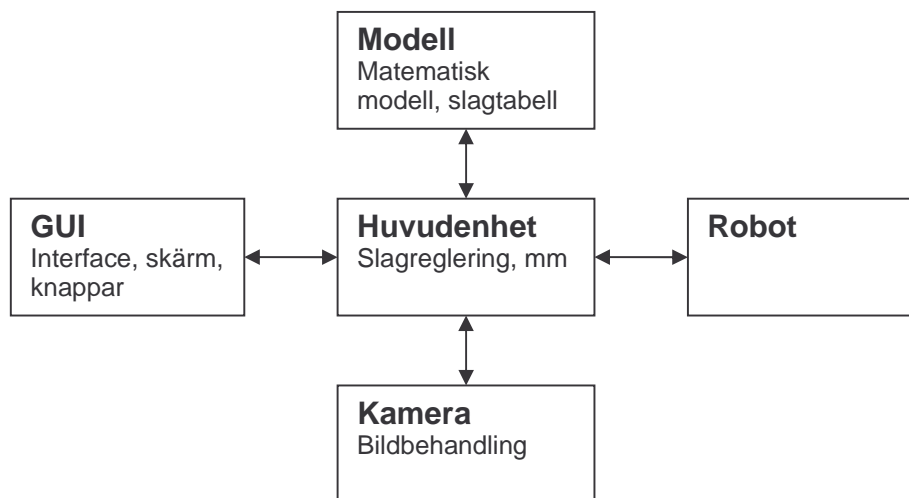 Modell
Matematisk
modell, slagtabell
GUI
Interface, skärm,
knappar
Huvudenhet
Slagreglering, mm
Robot
Kamera
Bildbehandling